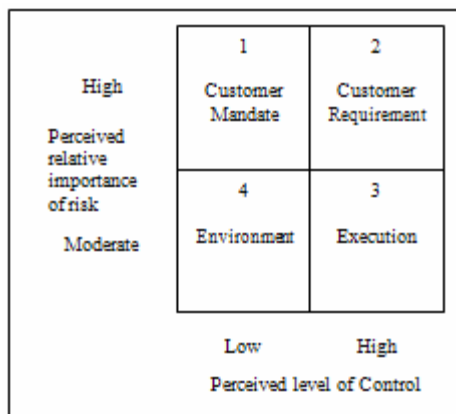 1
2
High
Customer
Mandate
Customer
Requirement
Perceived
relative
importance
of risk
4
3
Moderate
Environment
Execution
Low
High
Perceived level of Control